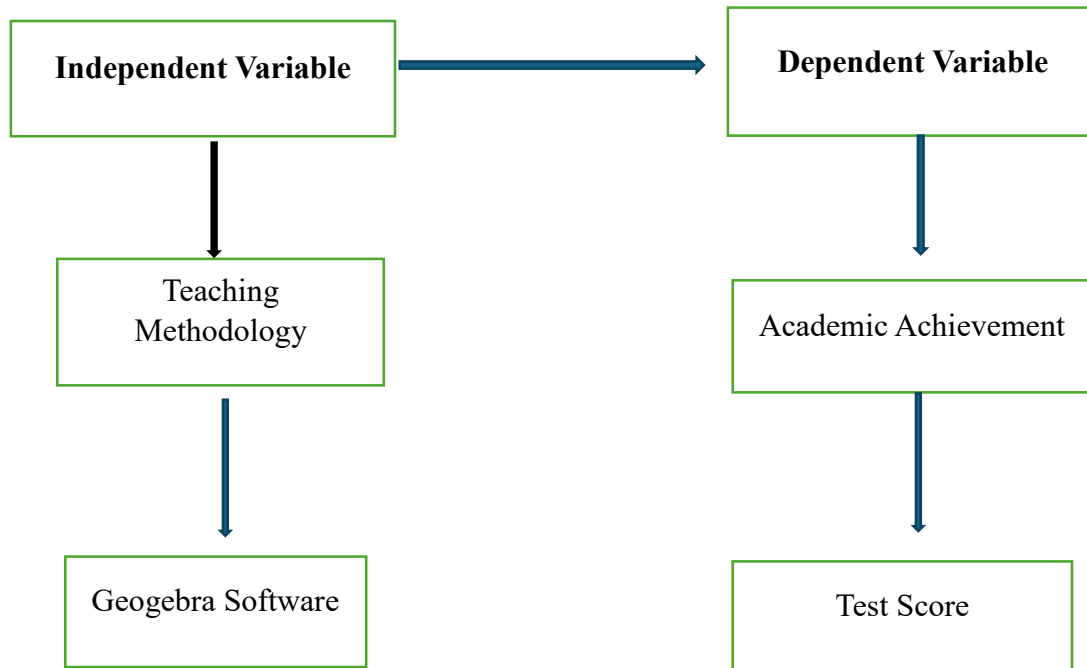 Independent Variable
Dependent Variable
Teaching
Methodology
Academic Achievement
Geogebra Software
Test Score